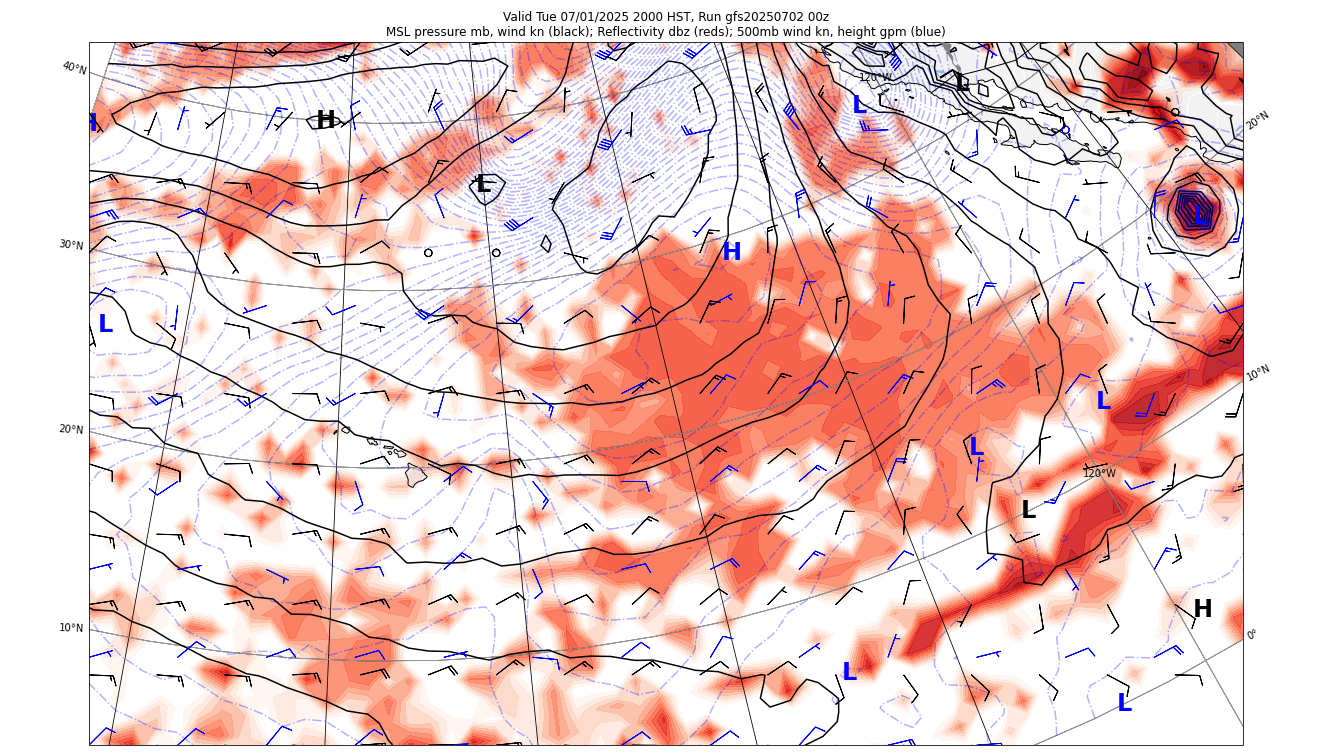 Valid Tue 07/01/2025 2000 HST, Run gfs20250702 00z
MSL pressure mb, wind kn (black); Reflectivity dbz (reds); 500mb wind kn, height gpm (blue)
40°N
120°W
L
L
H
H
20°N
L
L
30°N
H
L
10°N
L
20°N
L
120°W
L
H
10°N
0°
L
L